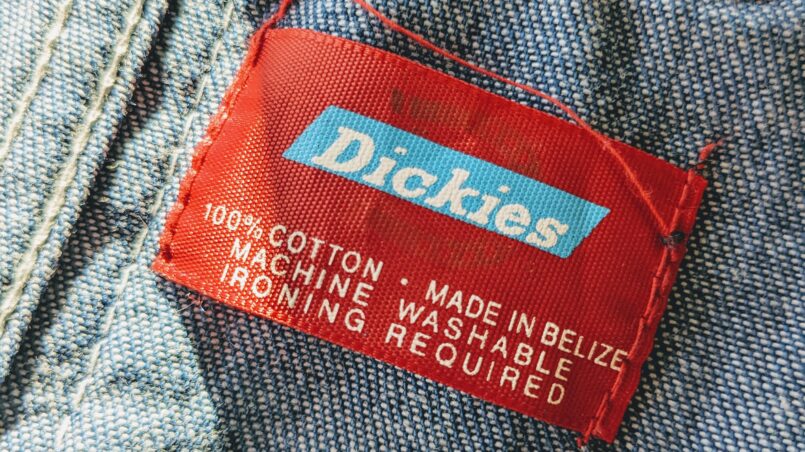 Dickies
100% COTTON · MADE IN BELIZE
MACHINE WASHABLE
IRONING REQUIRED